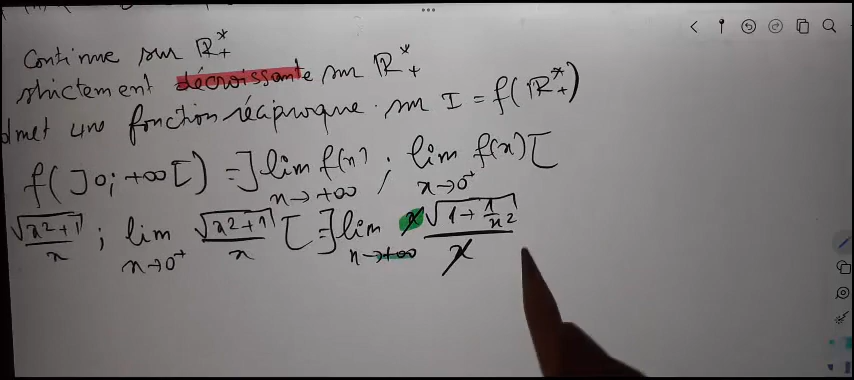 Continue sur ℝ*₊
strictement décroissante sur ℝ*₊
dmet une fonction réciproque sur I = f(ℝ*₊)
f(]0; +∞[) = ]lim f(x) ; lim f(x)[
x→+∞ x→0⁺
√(x²+1)/x ; lim √(x²+1)/x [ = ]lim x√(1+1/x²)/x
x→0⁺ x→+∞